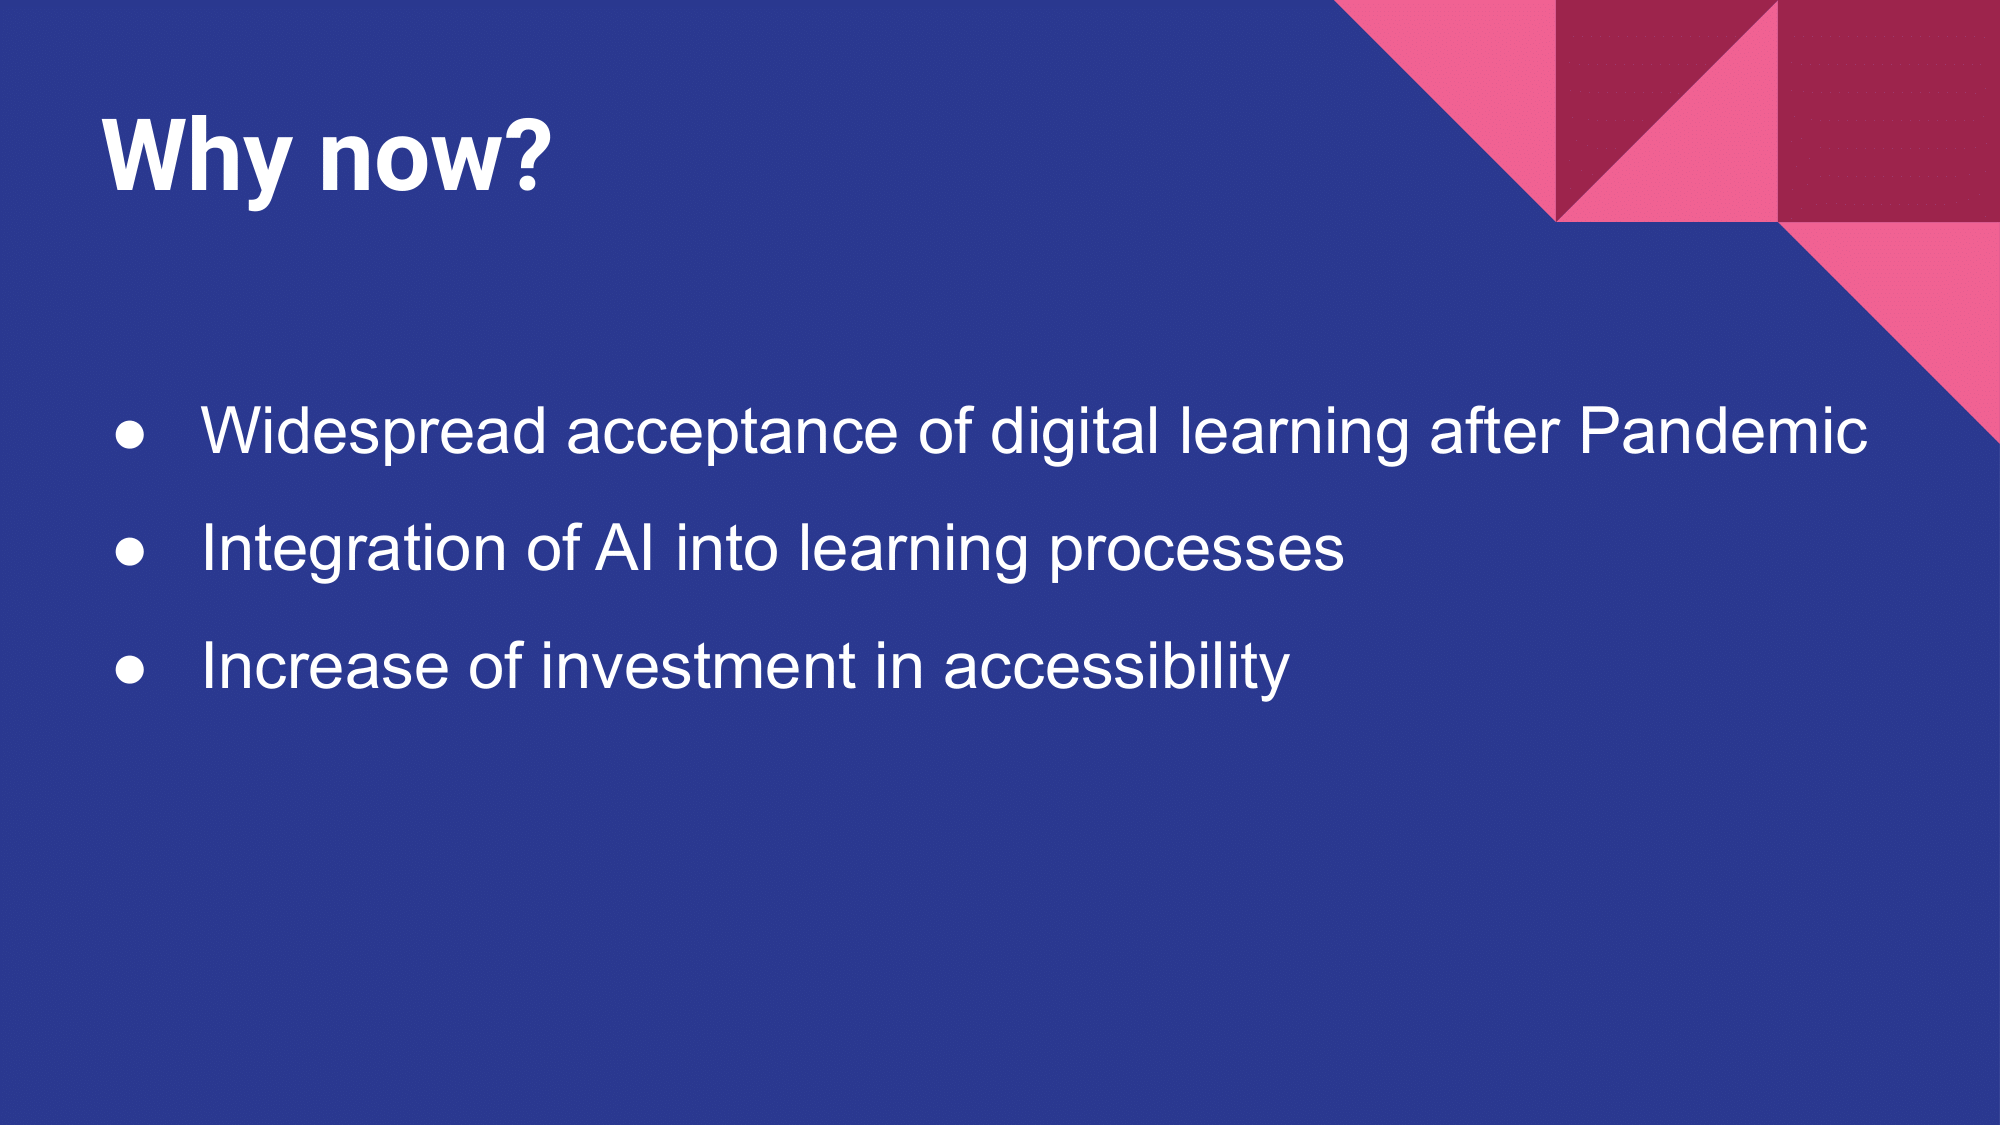 Why now?
● Widespread acceptance of digital learning after Pandemic
● Integration of AI into learning processes
● Increase of investment in accessibility